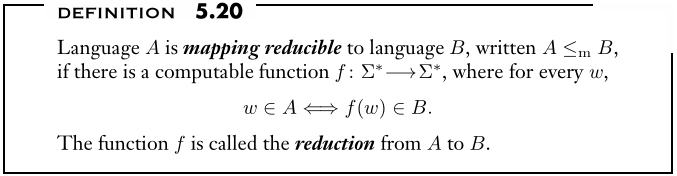 DEFINITION 5.20
Language A is mapping reducible to language B, written A ≤ₘ B,
if there is a computable function f : Σ*⟶Σ*, where for every w,
w ∈ A ⟺ f(w) ∈ B.
The function f is called the reduction from A to B.